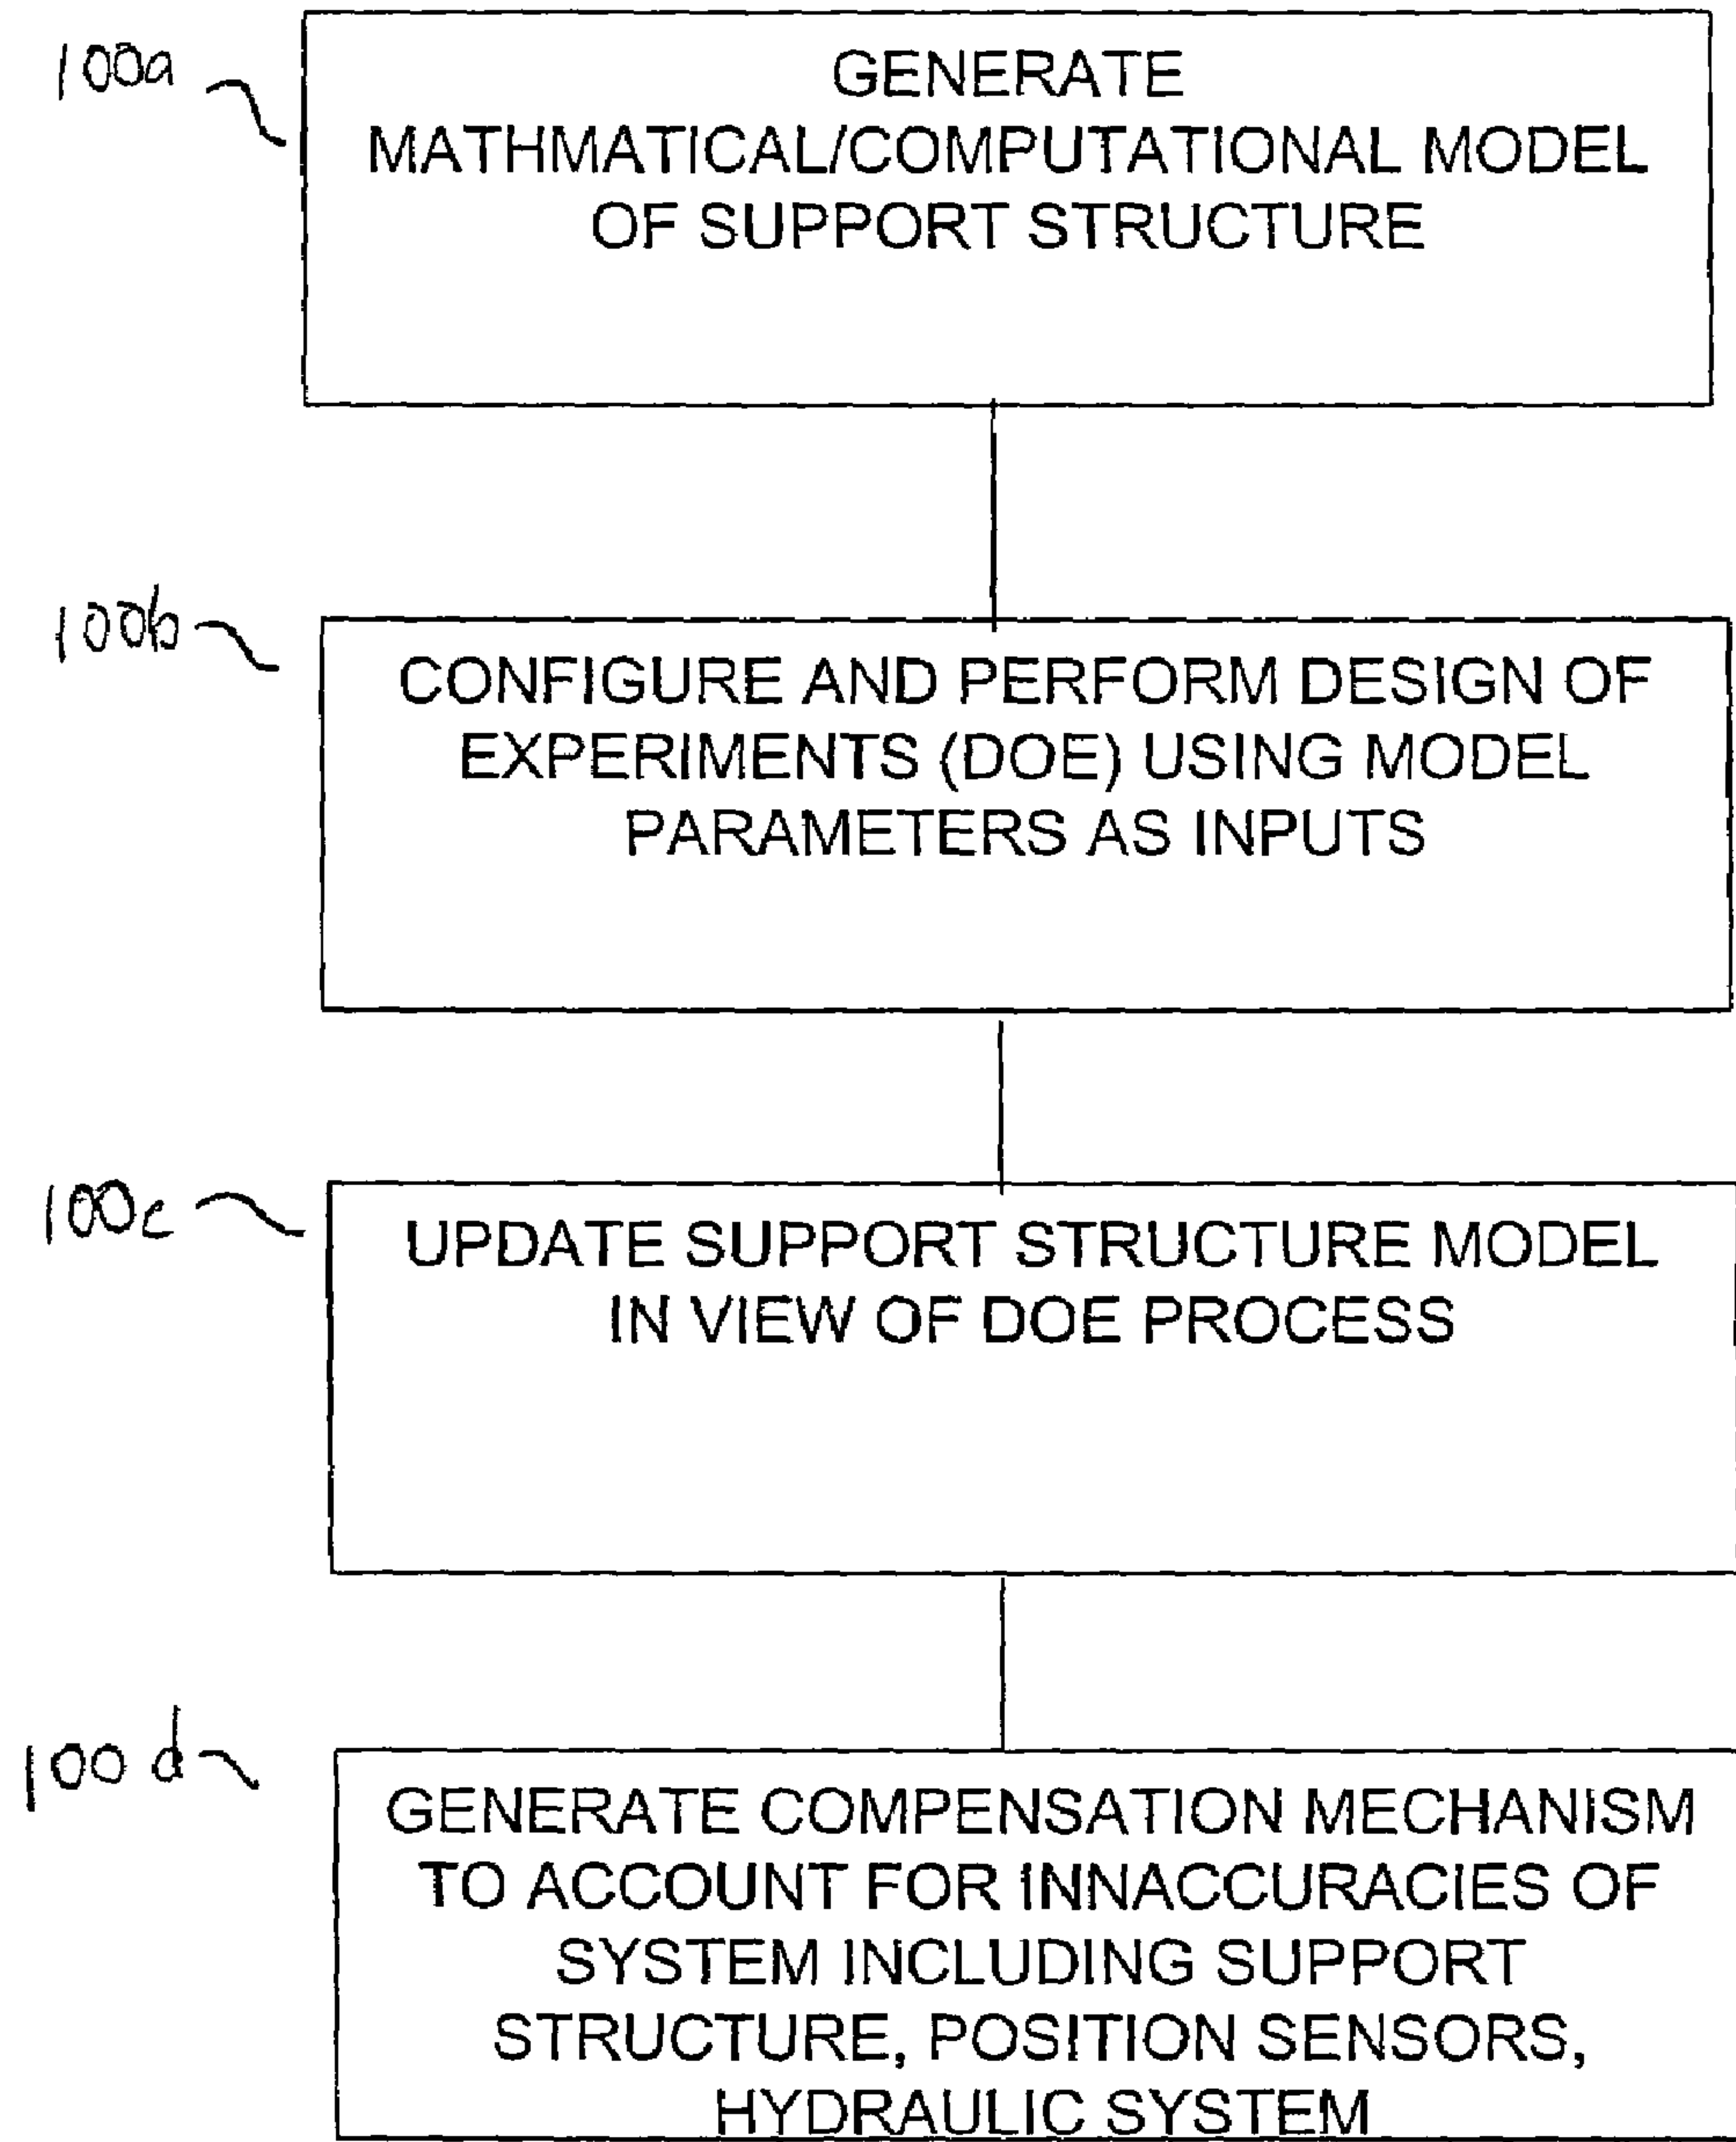 100a
GENERATE
MATHMATICAL/COMPUTATIONAL MODEL
OF SUPPORT STRUCTURE
100b
CONFIGURE AND PERFORM DESIGN OF
EXPERIMENTS (DOE) USING MODEL
PARAMETERS AS INPUTS
100c
UPDATE SUPPORT STRUCTURE MODEL
IN VIEW OF DOE PROCESS
100d
GENERATE COMPENSATION MECHANISM
TO ACCOUNT FOR INNACCURACIES OF
SYSTEM INCLUDING SUPPORT
STRUCTURE, POSITION SENSORS,
HYDRAULIC SYSTEM